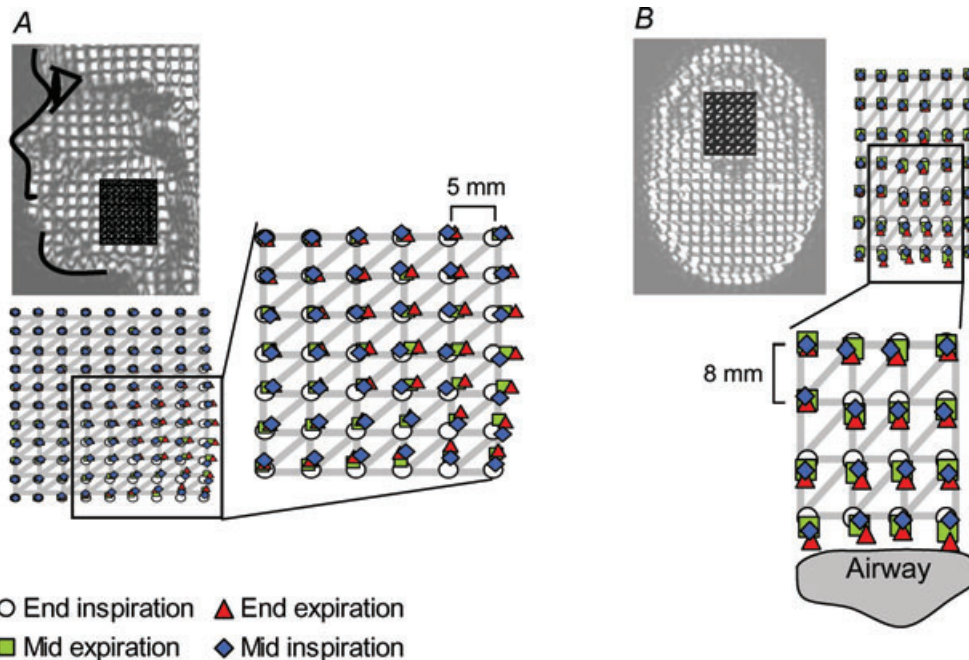 A
B
5 mm
8 mm
Airway
End inspiration
End expiration
Mid expiration
Mid inspiration